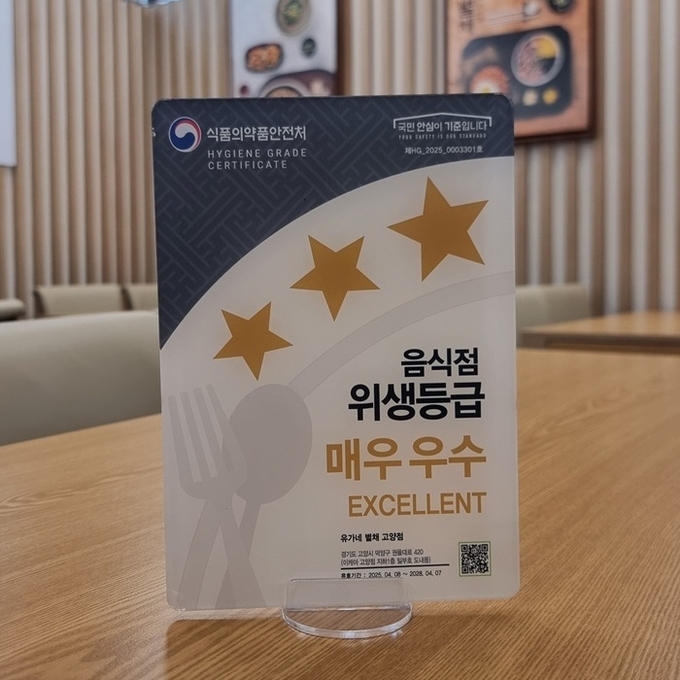 식품의약품안전처
HYGIENE GRADE
CERTIFICATE
국민 안심이 기준입니다
YOUR SAFETY IS OUR STANDARD
제HG_2025_0003301호
음식점
위생등급
매우 우수
EXCELLENT
유가네 별채 고양점
경기도 고양시 덕양구 권율대로 420
(이케아 고양점 지하1층 일부호 도내동)
유효기간 : 2025. 04. 08 ~ 2028. 04. 07